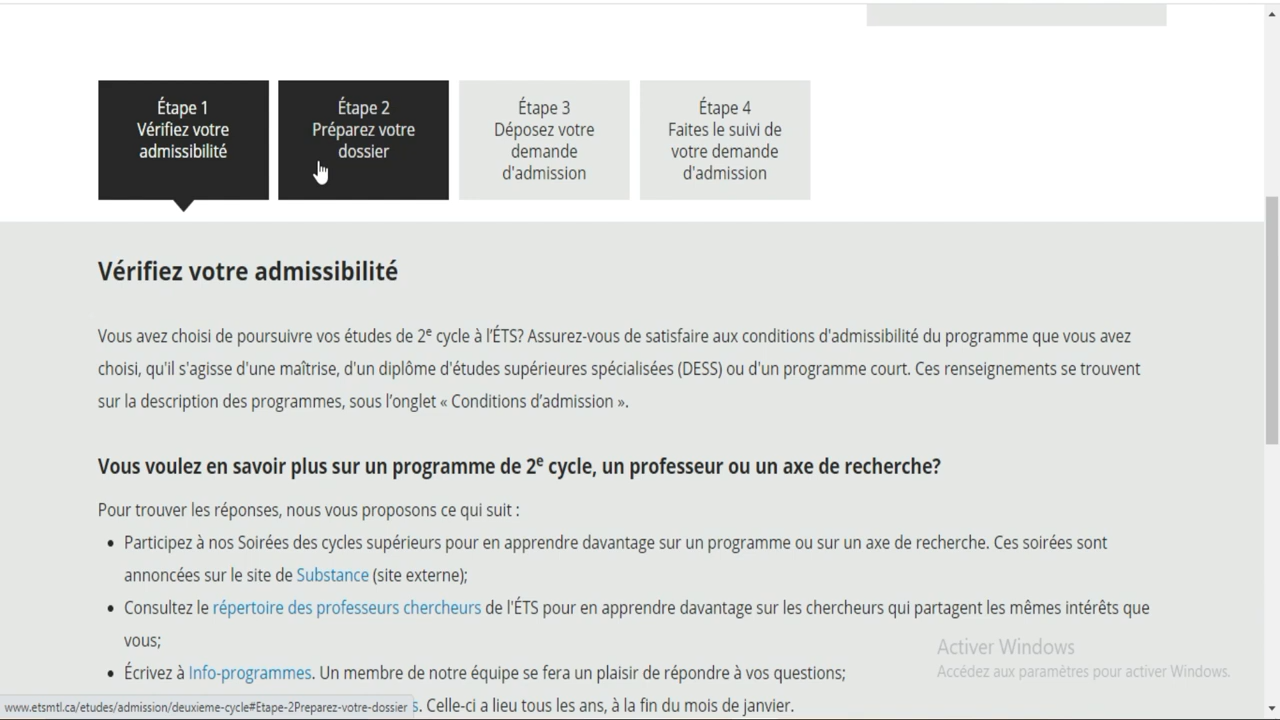 Étape 1
Vérifiez votre
admissibilité
Étape 2
Préparez votre
dossier
Étape 3
Déposez votre
demande
d'admission
Étape 4
Faites le suivi de
votre demande
d'admission
Vérifiez votre admissibilité
Vous avez choisi de poursuivre vos études de 2e cycle à l'ÉTS? Assurez-vous de satisfaire aux conditions d'admissibilité du programme que vous avez
choisi, qu'il s'agisse d'une maîtrise, d'un diplôme d'études supérieures spécialisées (DESS) ou d'un programme court. Ces renseignements se trouvent
sur la description des programmes, sous l'onglet « Conditions d'admission ».
Vous voulez en savoir plus sur un programme de 2e cycle, un professeur ou un axe de recherche?
Pour trouver les réponses, nous vous proposons ce qui suit :
• Participez à nos Soirées des cycles supérieurs pour en apprendre davantage sur un programme ou sur un axe de recherche. Ces soirées sont
annoncées sur le site de Substance (site externe);
• Consultez le répertoire des professeurs chercheurs de l'ÉTS pour en apprendre davantage sur les chercheurs qui partagent les mêmes intérêts que
vous;
• Écrivez à Info-programmes. Un membre de notre équipe se fera un plaisir de répondre à vos questions;
s. Celle-ci a lieu tous les ans, à la fin du mois de janvier.
Activer Windows
Accédez aux paramètres pour activer Windows.
www.etsmtl.ca/etudes/admission/deuxieme-cycle#Etape-2Preparez-votre-dossier